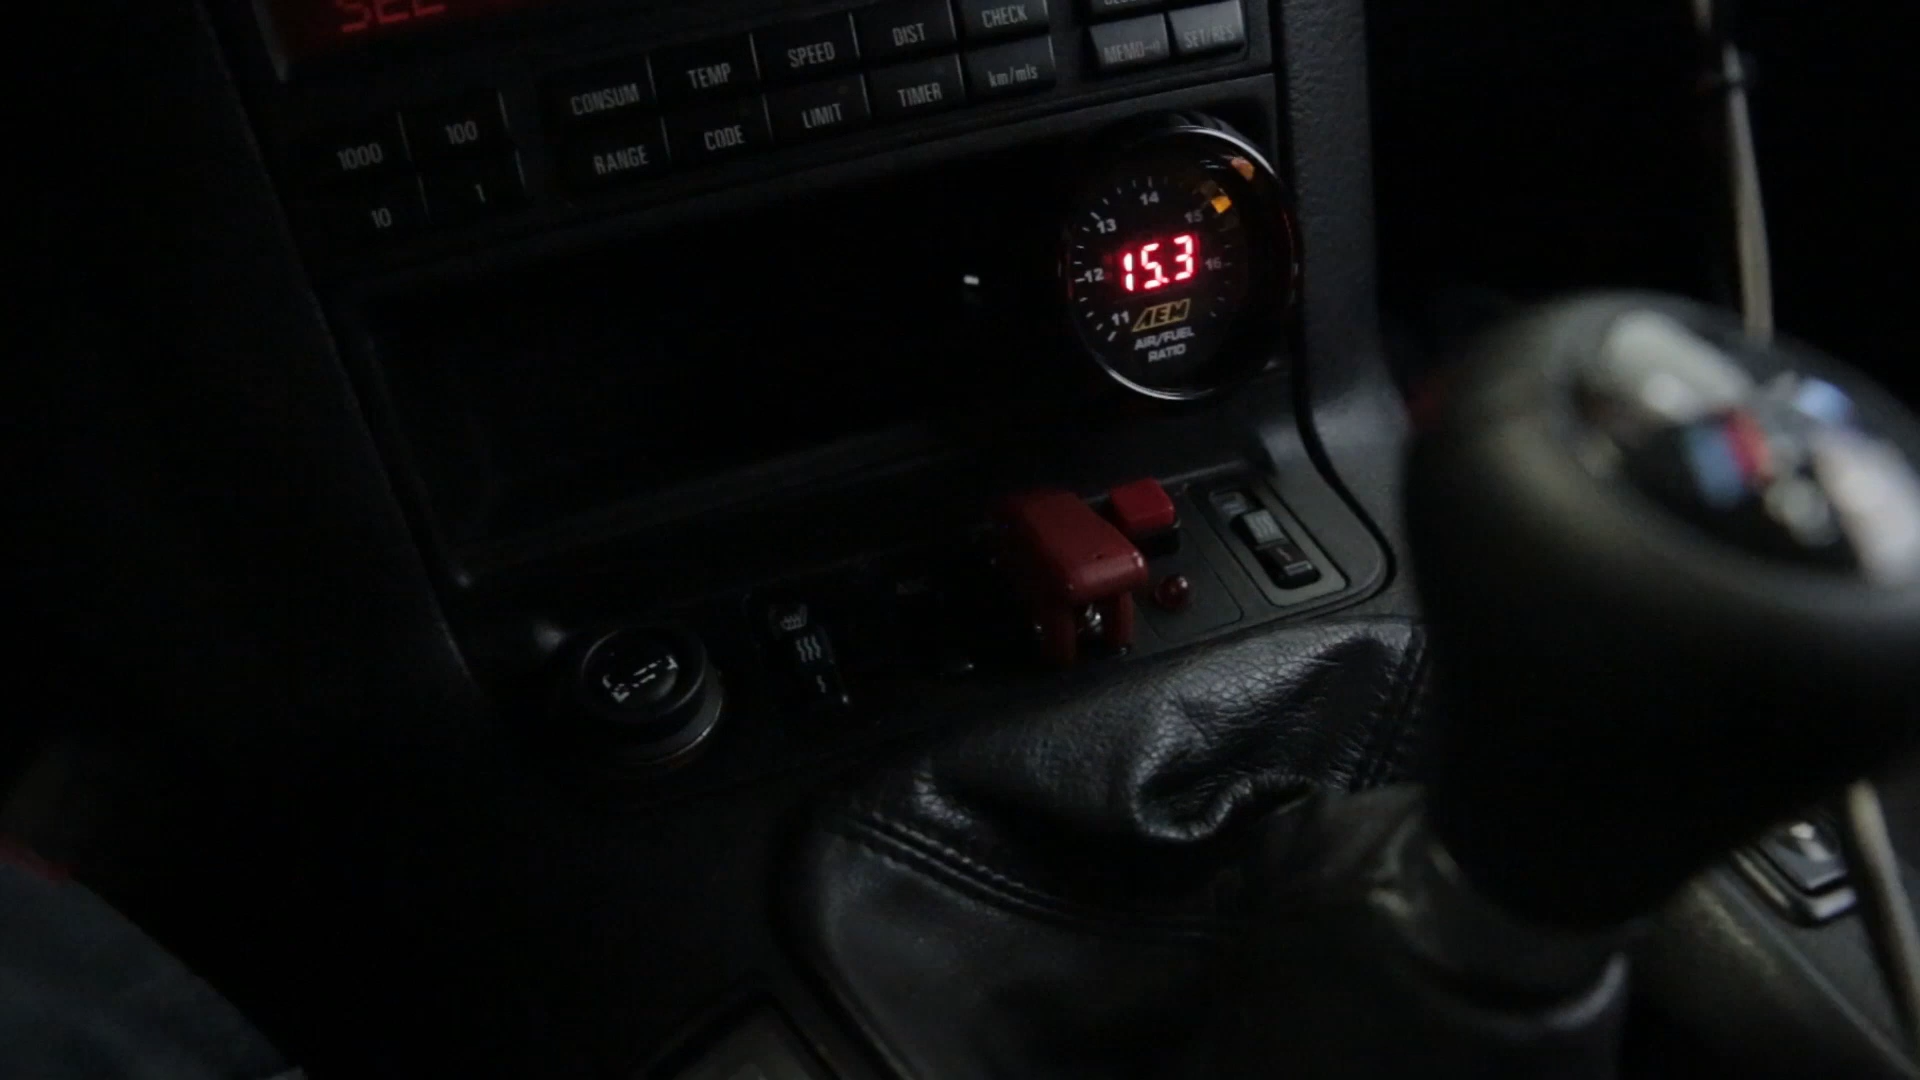 SEL
CONSUM TEMP SPEED DIST CHECK
RANGE CODE LIMIT TIMER km/mls
MEMO SET/RES
1000 100
10 1
14
13 15
12 16
15.3
11
AEM
AIR/FUEL
RATIO